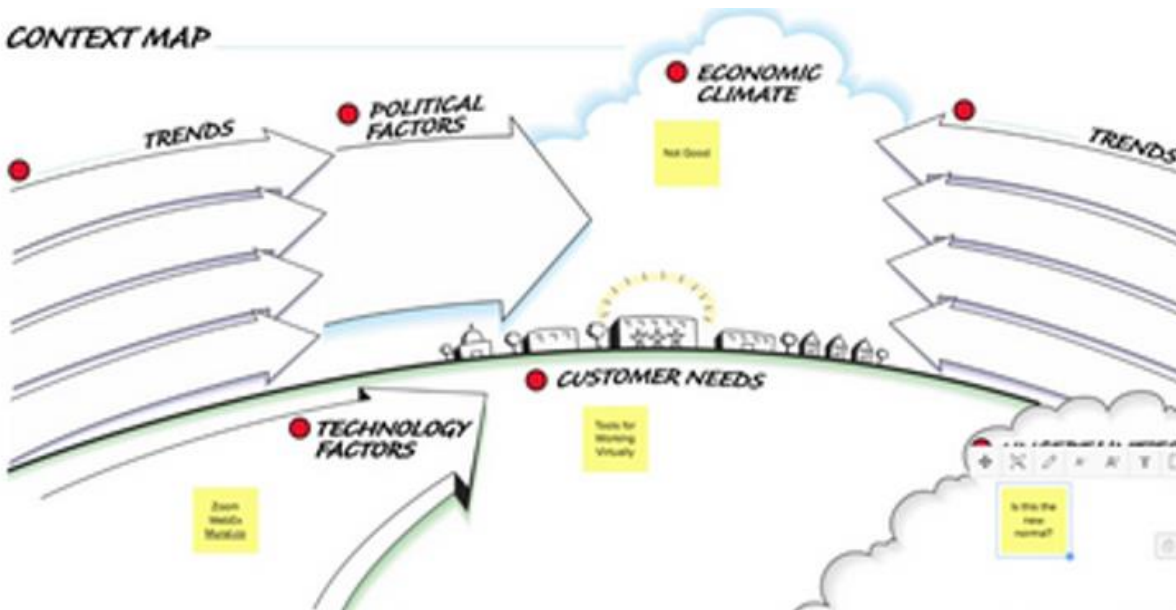 CONTEXT MAP
ECONOMIC
CLIMATE
POLITICAL
FACTORS
TRENDS
TRENDS
Not Good
CUSTOMER NEEDS
TECHNOLOGY
FACTORS
Tools for
Working
Virtually
Zoom
WebEx
Mural.co
Is this the
new
normal?